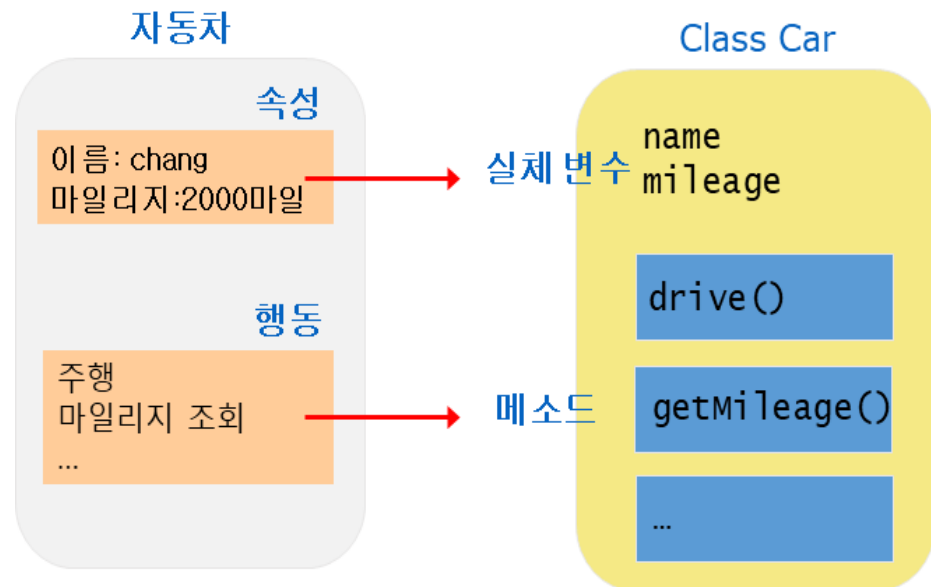 자동차
속성
이름: chang
마일리지:2000마일
행동
주행
마일리지 조회
...
실체 변수
메소드
Class Car
name
mileage
drive()
getMileage()
...